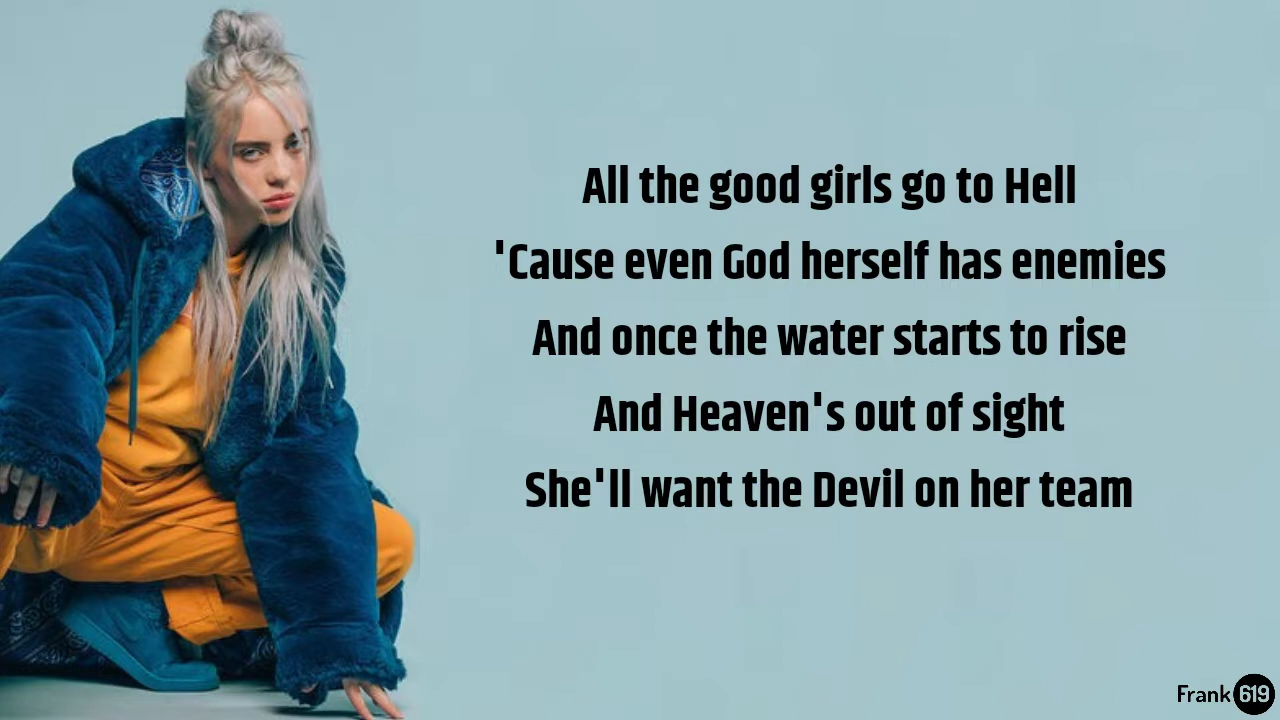 All the good girls go to Hell
'Cause even God herself has enemies
And once the water starts to rise
And Heaven's out of sight
She'll want the Devil on her team
Frank 619